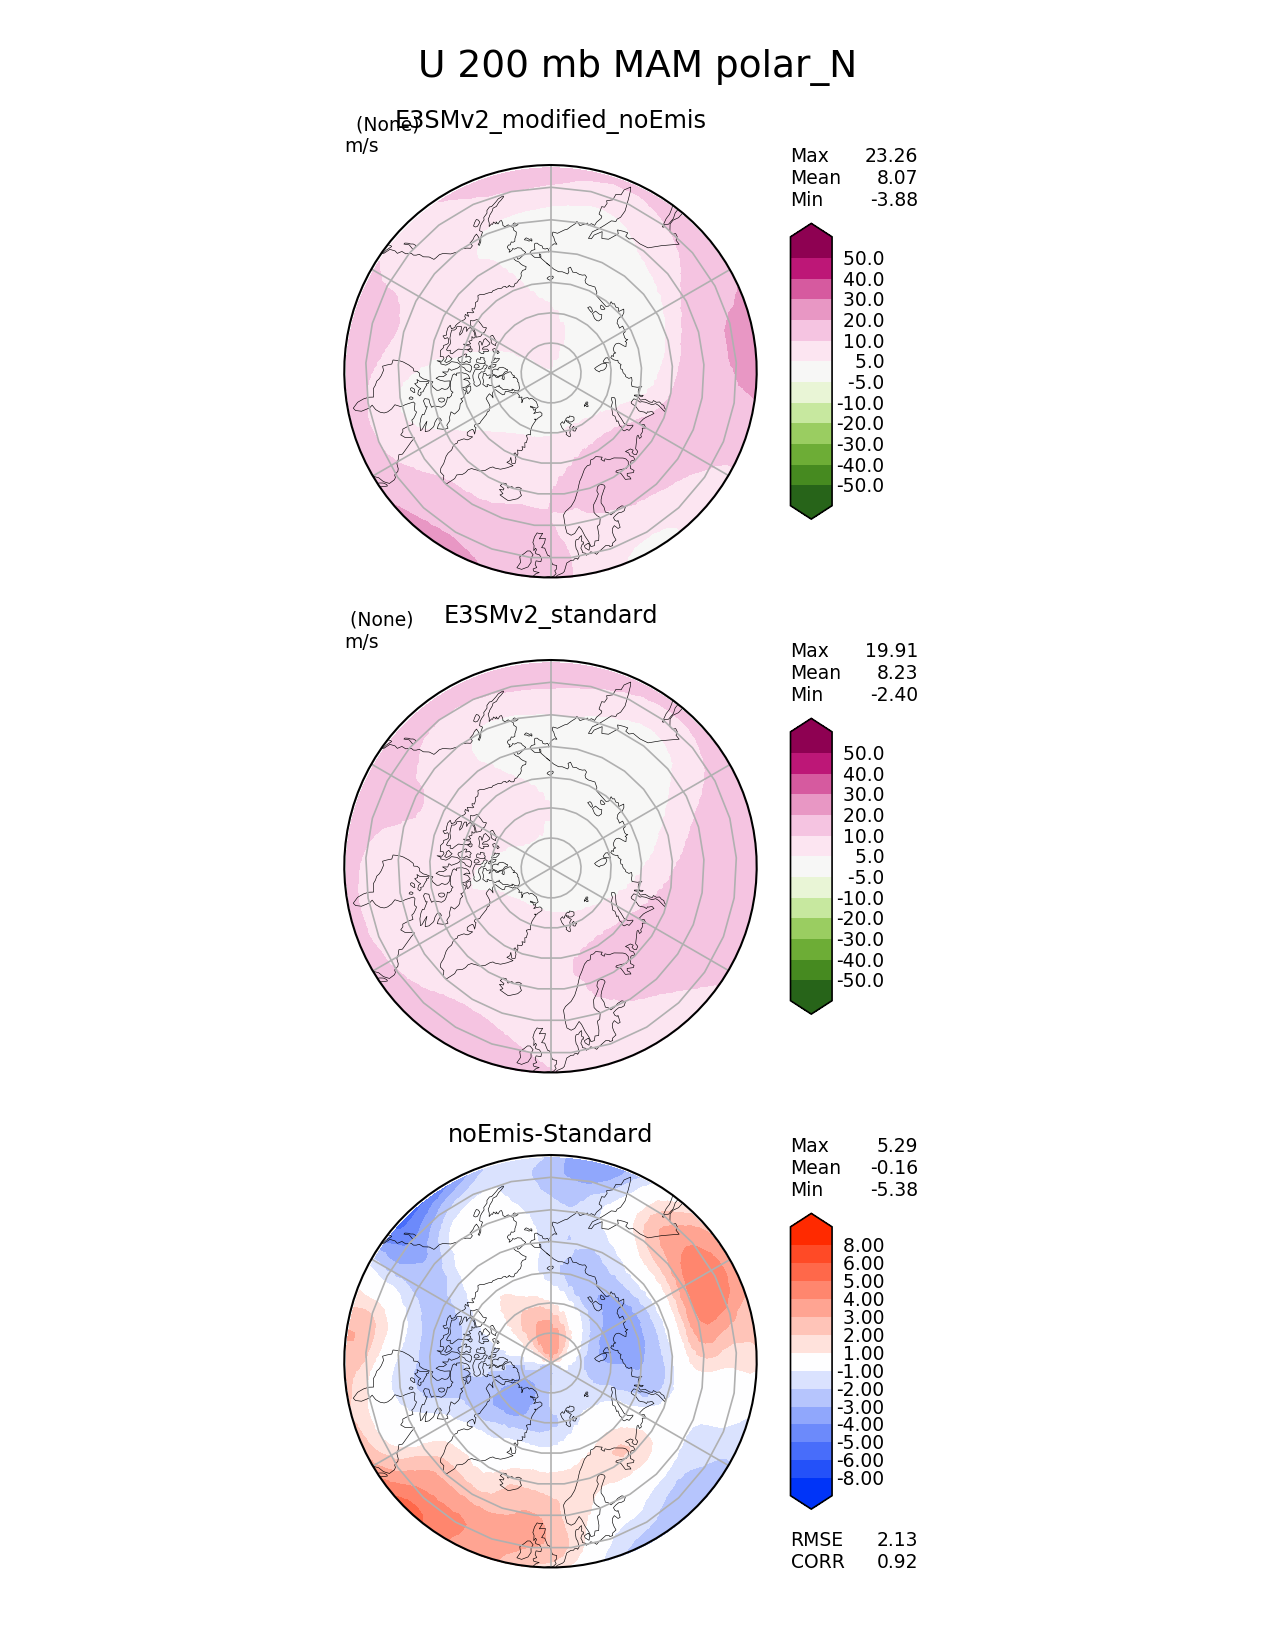 U 200 mb MAM polar_N
E3SMv2_modified_noEmis
(None)
m/s
Max 23.26
Mean 8.07
Min -3.88
50.0
40.0
30.0
20.0
10.0
5.0
-5.0
-10.0
-20.0
-30.0
-40.0
-50.0
(None) E3SMv2_standard
m/s
Max 19.91
Mean 8.23
Min -2.40
50.0
40.0
30.0
20.0
10.0
5.0
-5.0
-10.0
-20.0
-30.0
-40.0
-50.0
noEmis-Standard
Max 5.29
Mean -0.16
Min -5.38
8.00
6.00
5.00
4.00
3.00
2.00
1.00
-1.00
-2.00
-3.00
-4.00
-5.00
-6.00
-8.00
RMSE 2.13
CORR 0.92